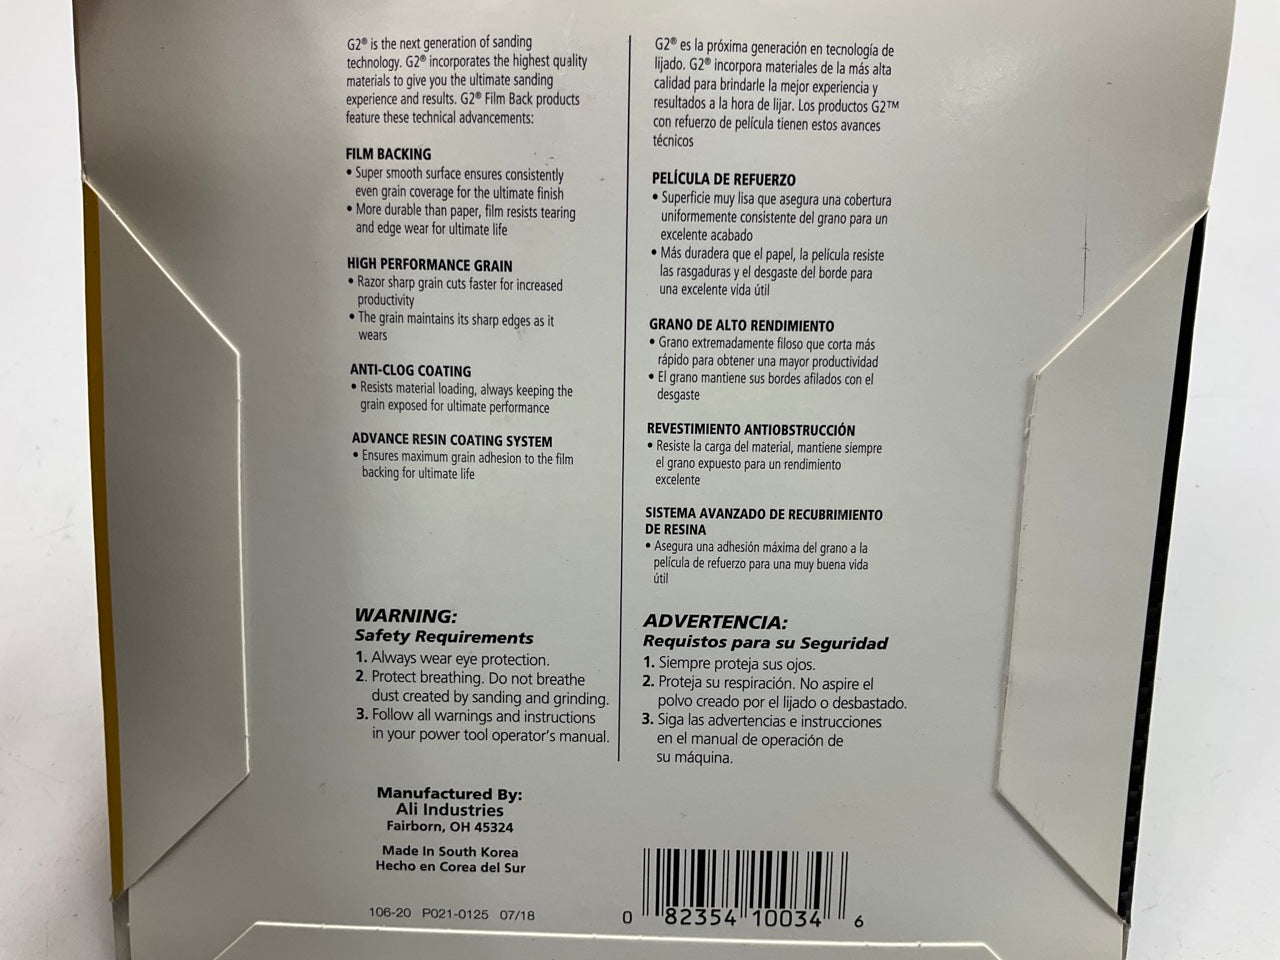 G2® is the next generation of sanding
technology. G2® incorporates the highest quality
materials to give you the ultimate sanding
experience and results. G2® Film Back products
feature these technical advancements:
FILM BACKING
• Super smooth surface ensures consistently
even grain coverage for the ultimate finish
• More durable than paper, film resists tearing
and edge wear for ultimate life
HIGH PERFORMANCE GRAIN
• Razor sharp grain cuts faster for increased
productivity
• The grain maintains its sharp edges as it
wears
ANTI-CLOG COATING
• Resists material loading, always keeping the
grain exposed for ultimate performance
ADVANCE RESIN COATING SYSTEM
• Ensures maximum grain adhesion to the film
backing for ultimate life
WARNING:
Safety Requirements
1. Always wear eye protection.
2. Protect breathing. Do not breathe
dust created by sanding and grinding.
3. Follow all warnings and instructions
in your power tool operator's manual.
Manufactured By:
Ali Industries
Fairborn, OH 45324
Made In South Korea
Hecho en Corea del Sur
106-20 P021-0125 07/18
G2® es la próxima generación en tecnología de
lijado. G2® incorpora materiales de la más alta
calidad para brindarle la mejor experiencia y
resultados a la hora de lijar. Los productos G2™
con refuerzo de película tienen estos avances
técnicos
PELÍCULA DE REFUERZO
• Superficie muy lisa que asegura una cobertura
uniformemente consistente del grano para un
excelente acabado
• Más duradera que el papel, la película resiste
las rasgaduras y el desgaste del borde para
una excelente vida útil
GRANO DE ALTO RENDIMIENTO
• Grano extremadamente filoso que corta más
rápido para obtener una mayor productividad
• El grano mantiene sus bordes afilados con el
desgaste
REVESTIMIENTO ANTIOBSTRUCCIÓN
• Resiste la carga del material, mantiene siempre
el grano expuesto para un rendimiento
excelente
SISTEMA AVANZADO DE RECUBRIMIENTO
DE RESINA
• Asegura una adhesión máxima del grano a la
película de refuerzo para una muy buena vida
útil
ADVERTENCIA:
Requistos para su Seguridad
1. Siempre proteja sus ojos.
2. Proteja su respiración. No aspire el
polvo creado por el lijado o desbastado.
3. Siga las advertencias e instrucciones
en el manual de operación de
su máquina.
0 82354 10034 6